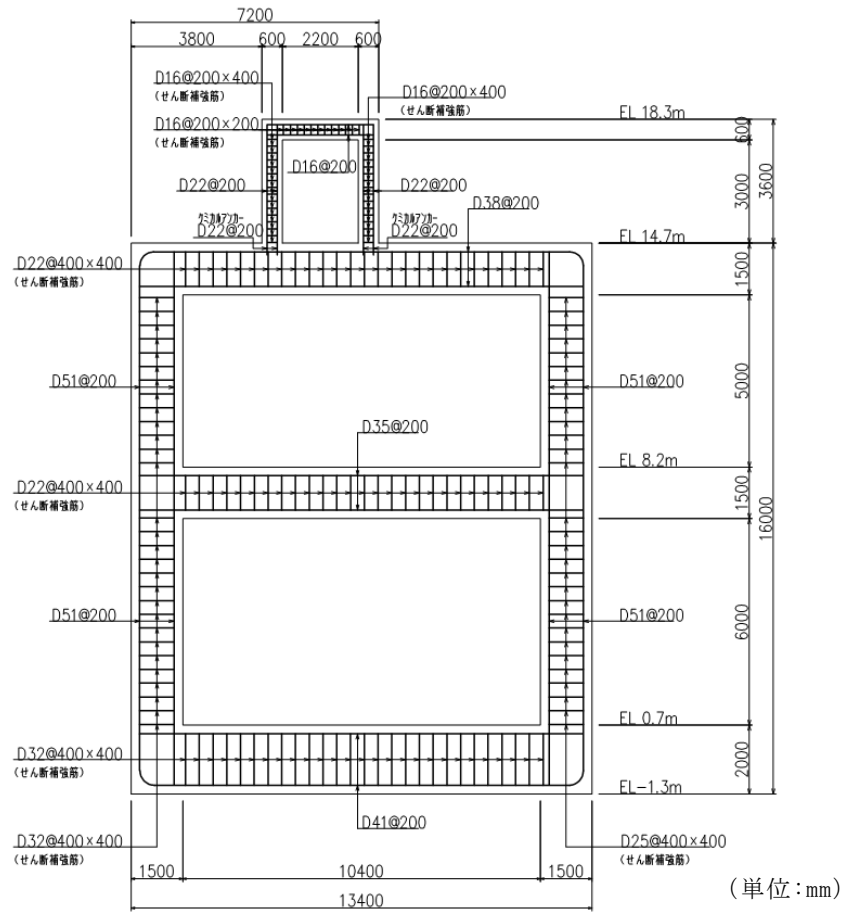 7200
3800 600 2200 600
D16@200×400
(せん断補強筋)
D16@200×400
(せん断補強筋)
EL 18.3m
D16@200×200
(せん断補強筋)
600
D16@200
3000
3600
D22@200 D22@200
D38@200
ケミカルアンカー
D22@200
ケミカルアンカー
D22@200
EL 14.7m
D22@400×400
(せん断補強筋)
1500
D51@200 D51@200
5000
D35@200
EL 8.2m
D22@400×400
(せん断補強筋)
1500
16000
D51@200 D51@200
6000
EL 0.7m
D32@400×400
(せん断補強筋)
2000
EL-1.3m
D41@200
D32@400×400
(せん断補強筋)
D25@400×400
(せん断補強筋)
1500 10400 1500
13400
(単位:mm)